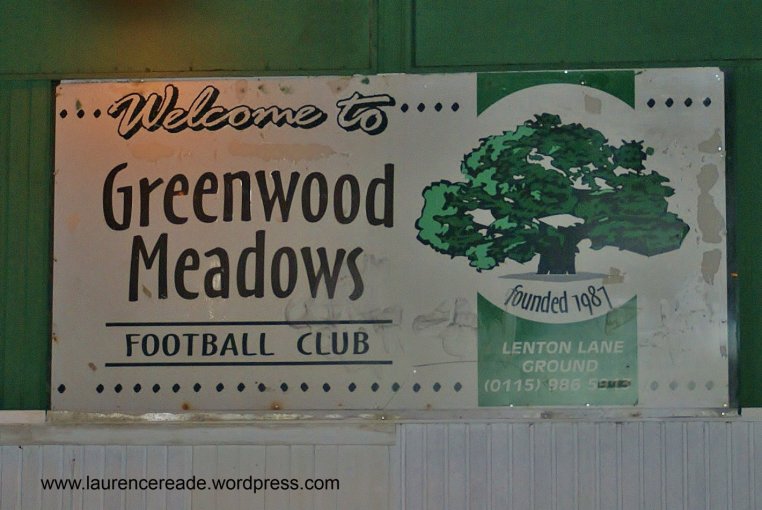 Welcome to
Greenwood
Meadows
FOOTBALL CLUB
founded 1987
LENTON LANE
GROUND
(0115) 986
www.laurencereade.wordpress.com